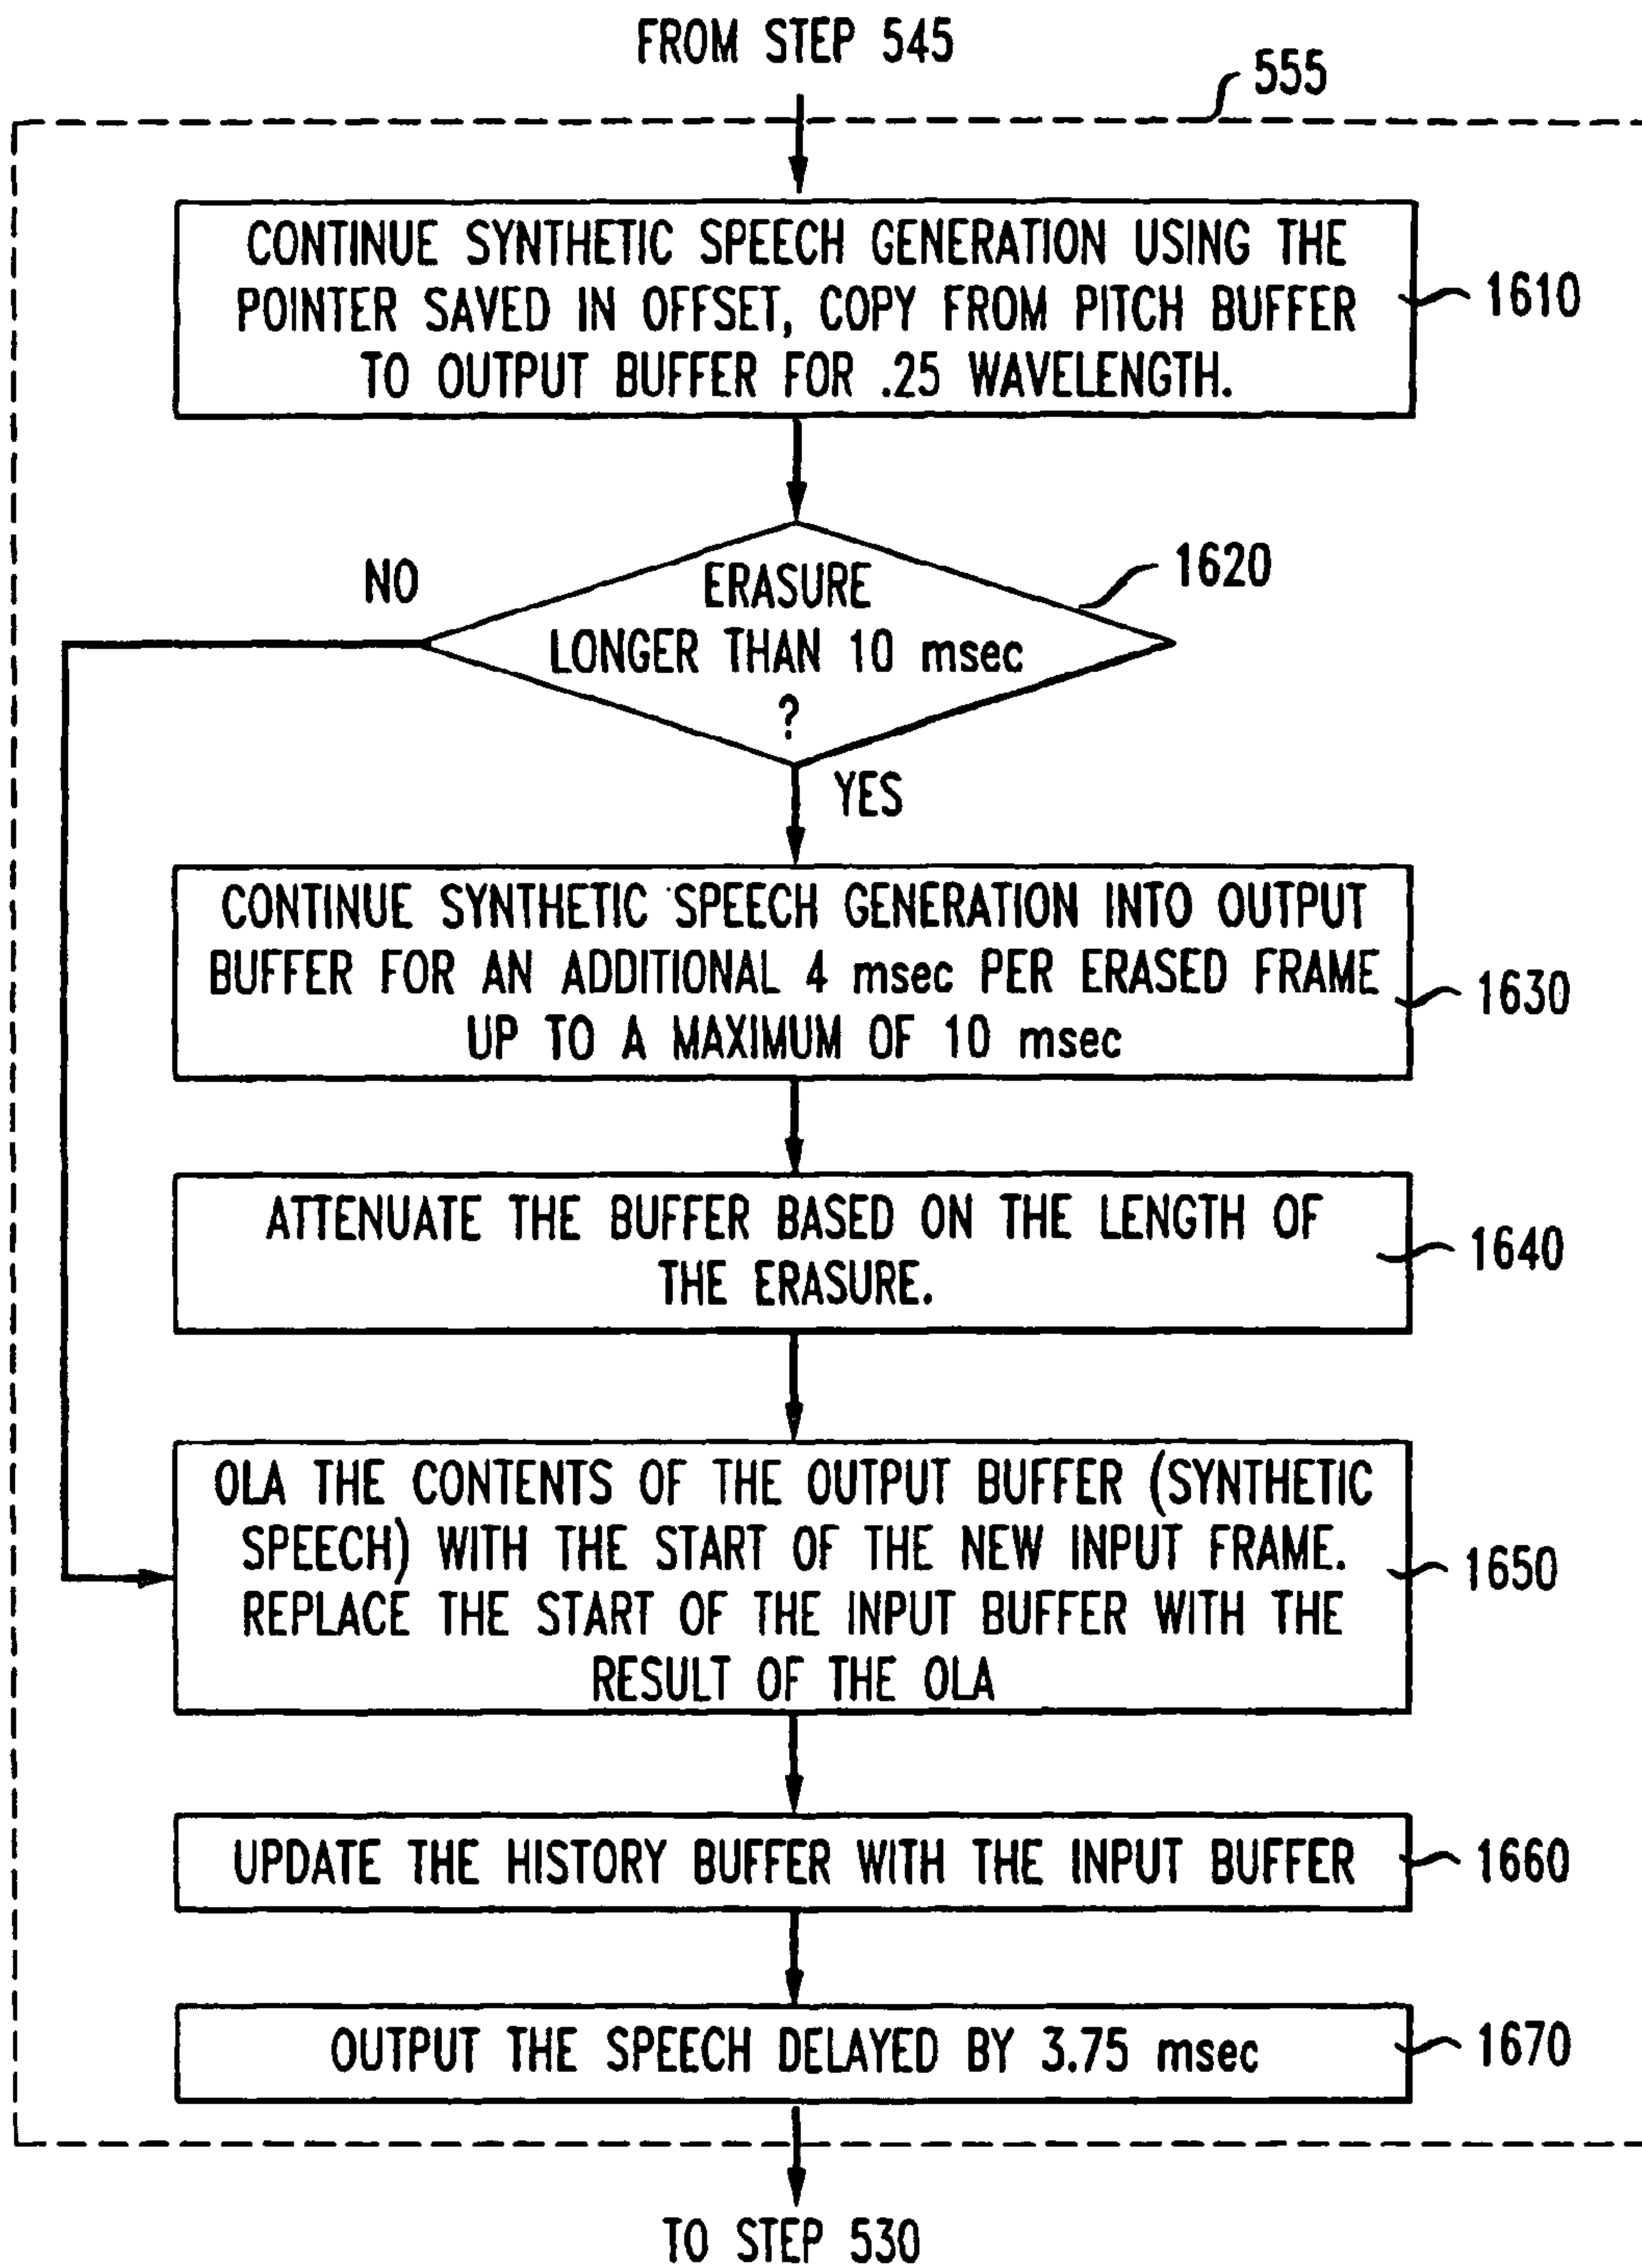 FROM STEP 545
555
CONTINUE SYNTHETIC SPEECH GENERATION USING THE
POINTER SAVED IN OFFSET, COPY FROM PITCH BUFFER
TO OUTPUT BUFFER FOR .25 WAVELENGTH.
1610
NO
ERASURE
LONGER THAN 10 msec
?
1620
YES
CONTINUE SYNTHETIC SPEECH GENERATION INTO OUTPUT
BUFFER FOR AN ADDITIONAL 4 msec PER ERASED FRAME
UP TO A MAXIMUM OF 10 msec
1630
ATTENUATE THE BUFFER BASED ON THE LENGTH OF
THE ERASURE.
1640
OLA THE CONTENTS OF THE OUTPUT BUFFER (SYNTHETIC
SPEECH) WITH THE START OF THE NEW INPUT FRAME.
REPLACE THE START OF THE INPUT BUFFER WITH THE
RESULT OF THE OLA
1650
UPDATE THE HISTORY BUFFER WITH THE INPUT BUFFER
1660
OUTPUT THE SPEECH DELAYED BY 3.75 msec
1670
TO STEP 530